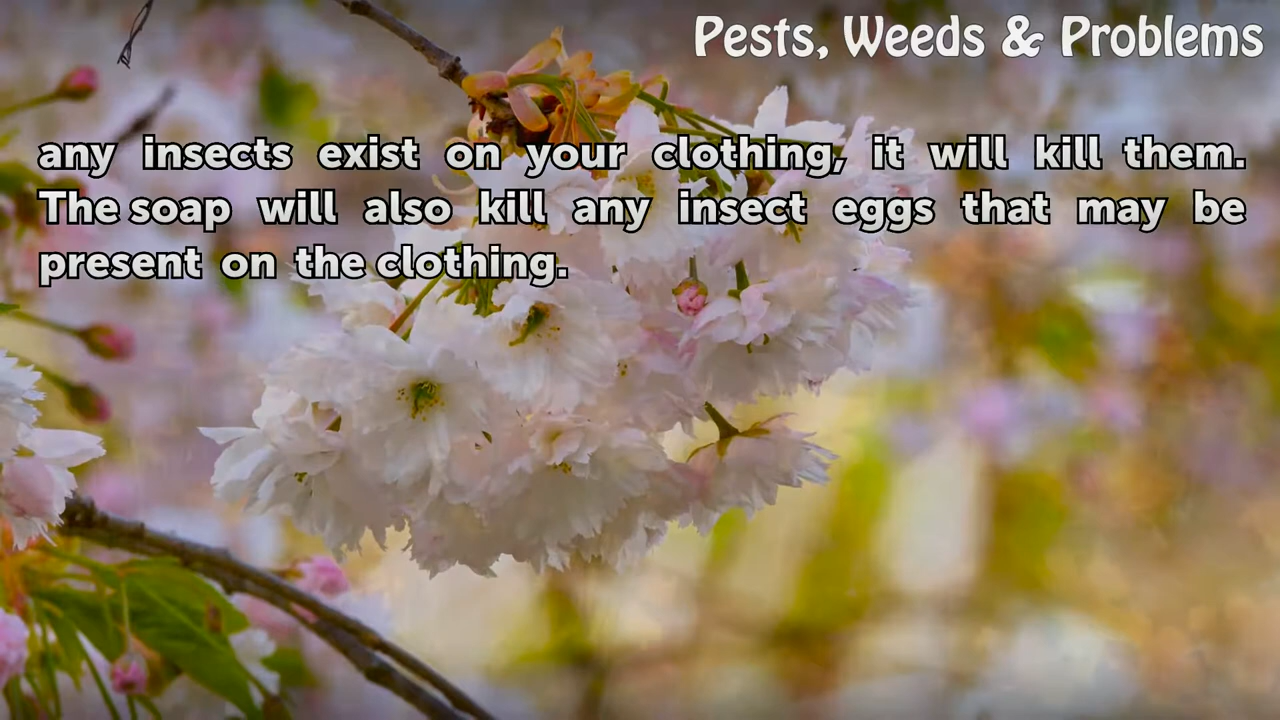 Pests, Weeds & Problems
any insects exist on your clothing, it will kill them.
The soap will also kill any insect eggs that may be
present on the clothing.